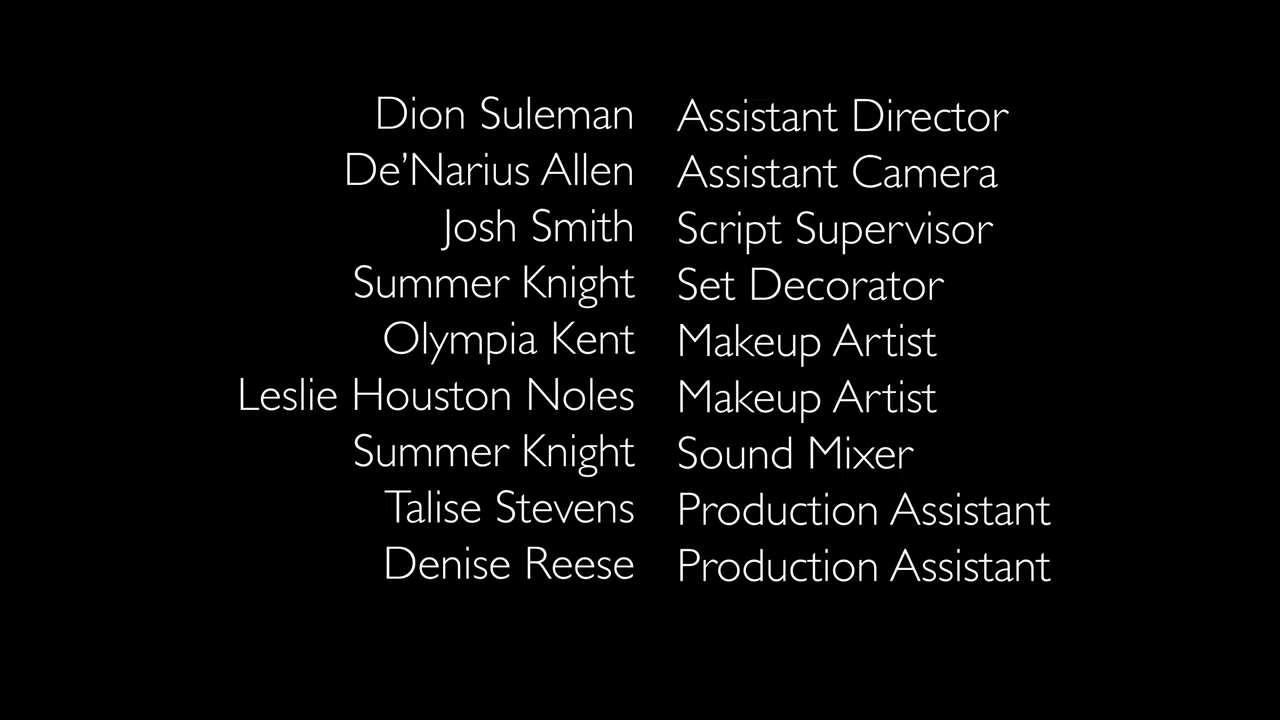 Dion Suleman Assistant Director
De’Narius Allen Assistant Camera
Josh Smith Script Supervisor
Summer Knight Set Decorator
Olympia Kent Makeup Artist
Leslie Houston Noles Makeup Artist
Summer Knight Sound Mixer
Talise Stevens Production Assistant
Denise Reese Production Assistant